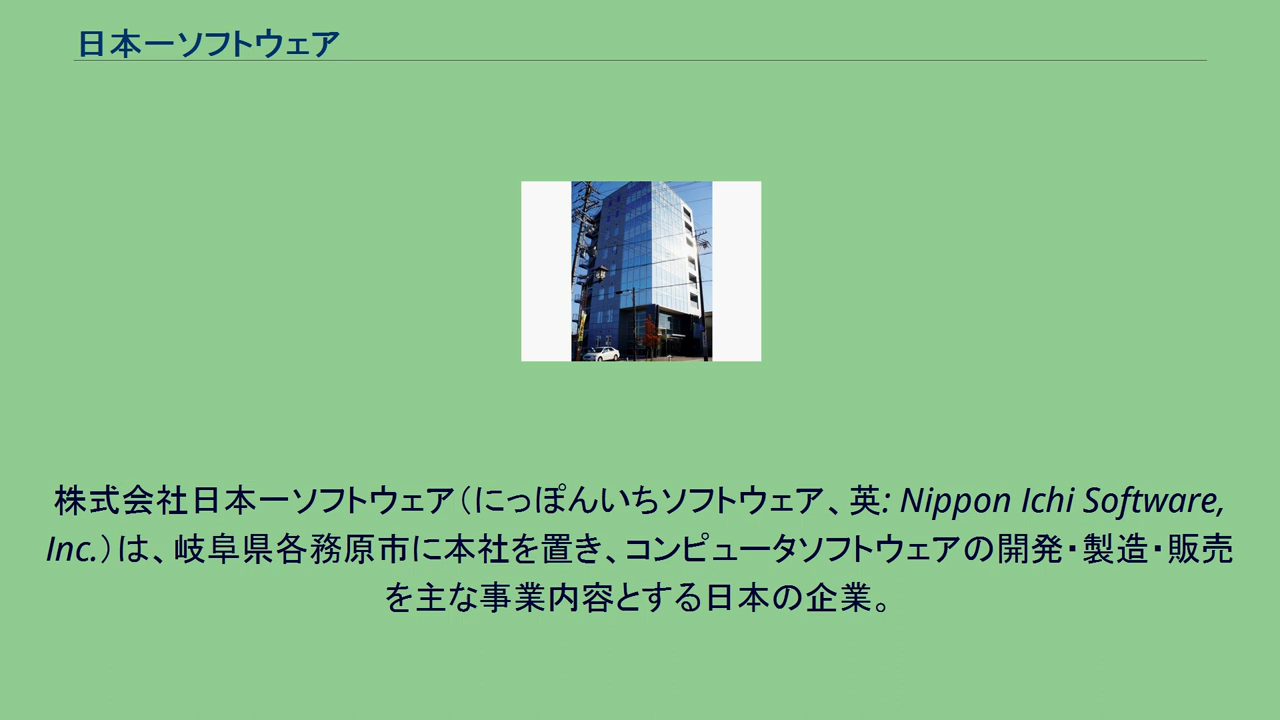 日本一ソフトウェア
株式会社日本一ソフトウェア（にっぽんいちソフトウェア、英: Nippon Ichi Software,
Inc.）は、岐阜県各務原市に本社を置き、コンピュータソフトウェアの開発・製造・販売
を主な事業内容とする日本の企業。